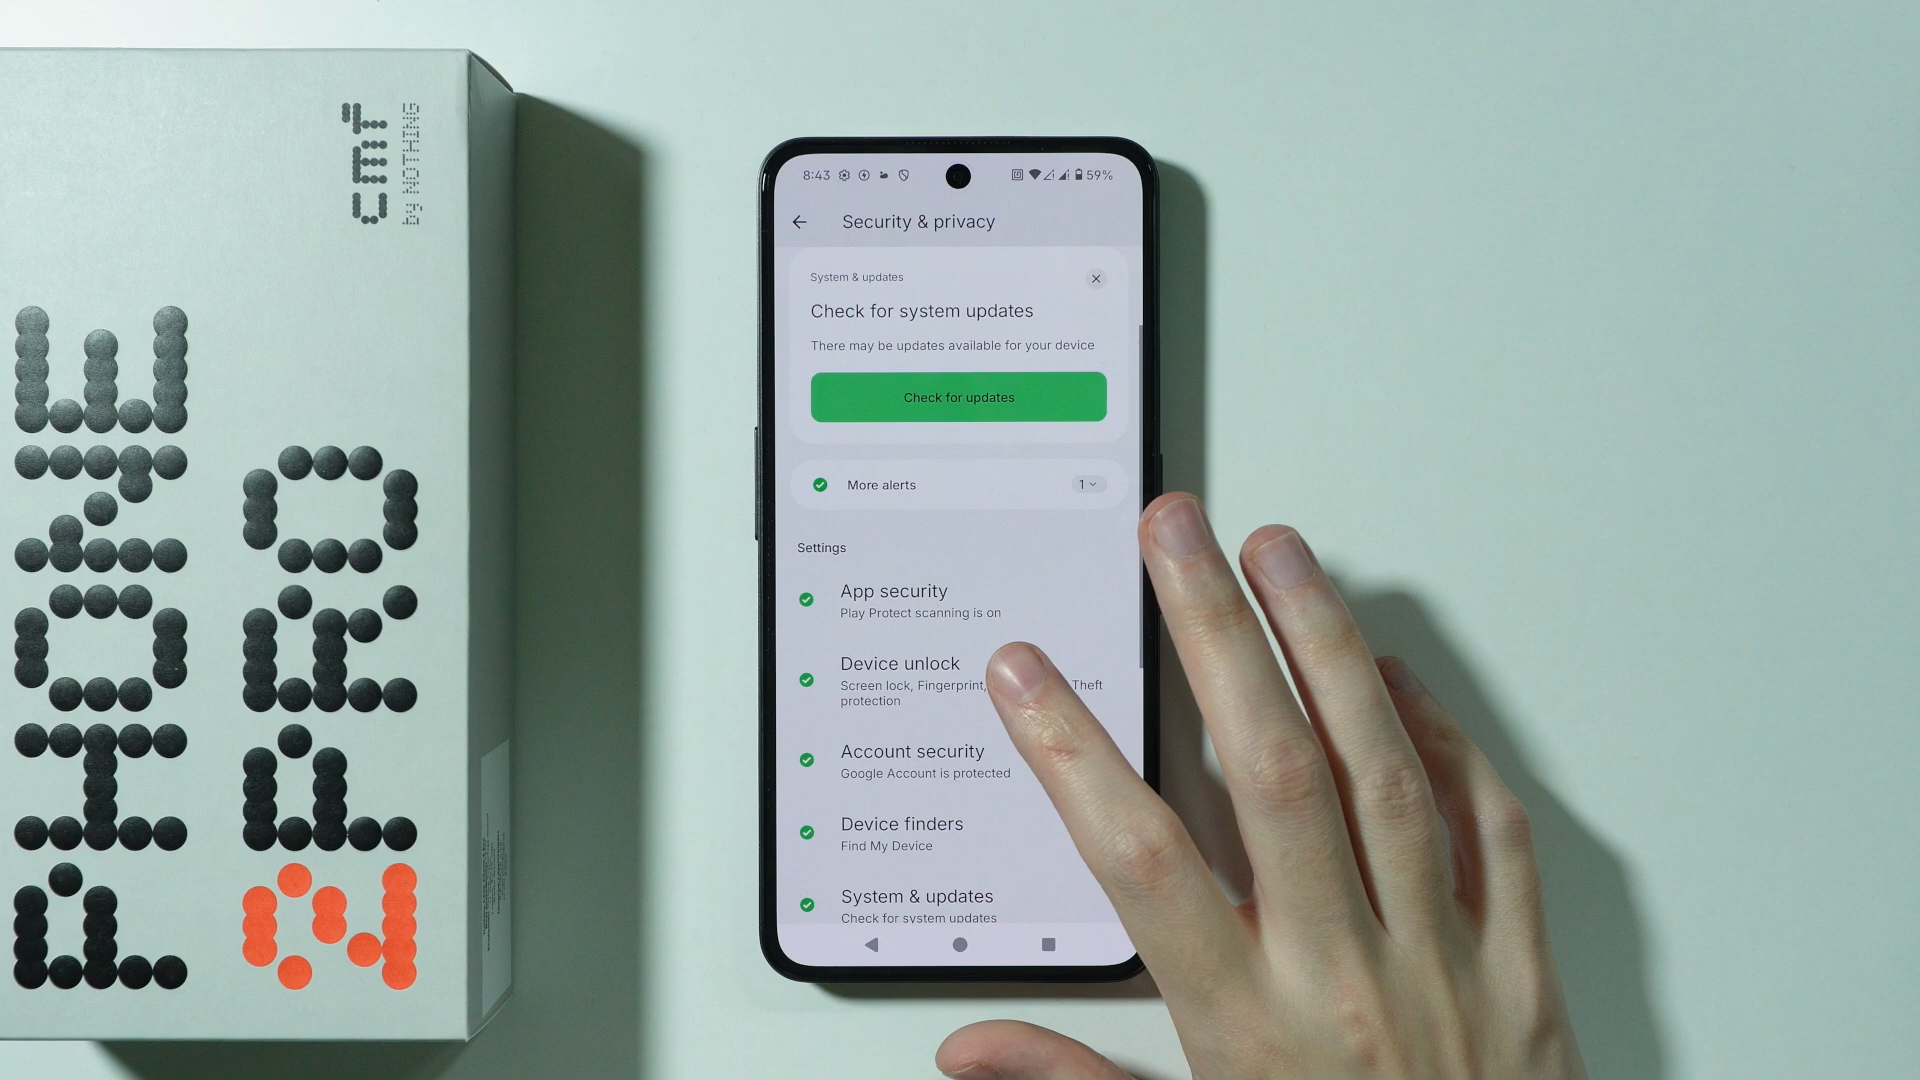 PHONE
2 PRO
cmf
by NOTHING
8:43
59%
Security & privacy
System & updates
Check for system updates
There may be updates available for your device
Check for updates
More alerts
1
Settings
App security
Play Protect scanning is on
Device unlock
Screen lock, Fingerprint, Theft
protection
Account security
Google Account is protected
Device finders
Find My Device
System & updates
Check for system updates